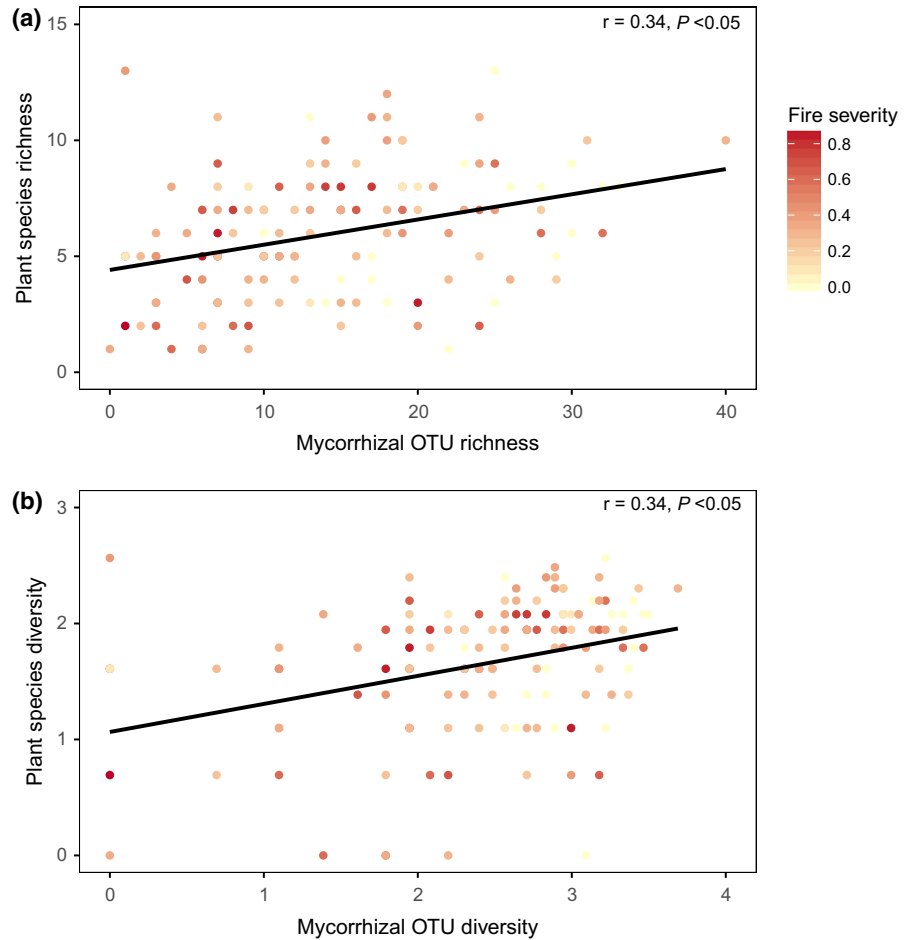 (a)
r = 0.34, P <0.05
15
10
5
0
Plant species richness
0 10 20 30 40
Mycorrhizal OTU richness
Fire severity
0.8
0.6
0.4
0.2
0.0
(b)
r = 0.34, P <0.05
3
2
1
0
Plant species diversity
0 1 2 3 4
Mycorrhizal OTU diversity